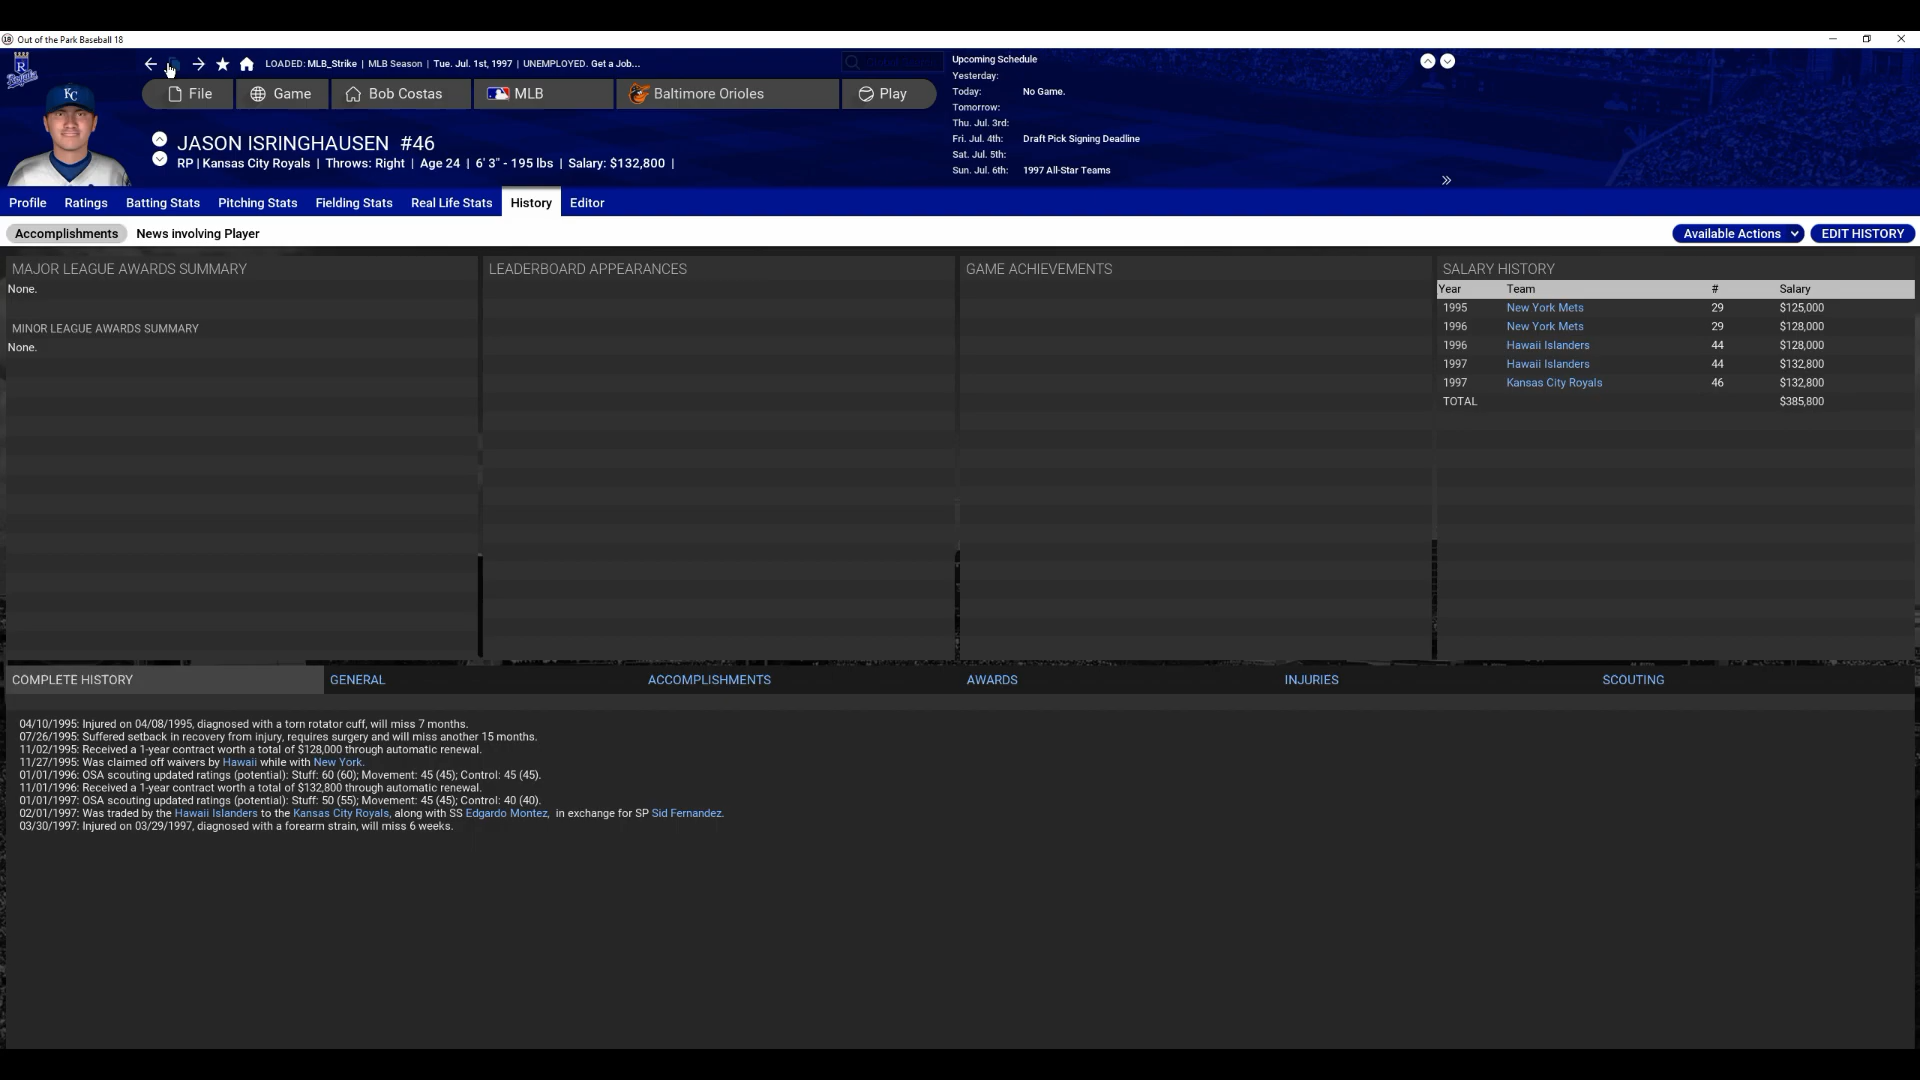 Out of the Park Baseball 18
LOADED: MLB_Strike | MLB Season | Tue. Jul. 1st, 1997 | UNEMPLOYED. Get a Job...
File
Game
Bob Costas
MLB
Baltimore Orioles
Play
Upcoming Schedule
Yesterday:
Today: No Game.
Tomorrow:
Thu. Jul. 3rd:
Fri. Jul. 4th: Draft Pick Signing Deadline
Sat. Jul. 5th:
Sun. Jul. 6th: 1997 All-Star Teams
JASON ISRINGHAUSEN #46
RP | Kansas City Royals | Throws: Right | Age 24 | 6' 3" - 195 lbs | Salary: $132,800 |
Profile Ratings Batting Stats Pitching Stats Fielding Stats Real Life Stats History Editor
Accomplishments News involving Player Available Actions EDIT HISTORY
MAJOR LEAGUE AWARDS SUMMARY
None.
MINOR LEAGUE AWARDS SUMMARY
None.
LEADERBOARD APPEARANCES
GAME ACHIEVEMENTS
SALARY HISTORY
Year Team # Salary
1995 New York Mets 29 $125,000
1996 New York Mets 29 $128,000
1996 Hawaii Islanders 44 $128,000
1997 Hawaii Islanders 44 $132,800
1997 Kansas City Royals 46 $132,800
TOTAL $385,800
COMPLETE HISTORY GENERAL ACCOMPLISHMENTS AWARDS INJURIES SCOUTING
04/10/1995: Injured on 04/08/1995, diagnosed with a torn rotator cuff, will miss 7 months.
07/26/1995: Suffered setback in recovery from injury, requires surgery and will miss another 15 months.
11/02/1995: Received a 1-year contract worth a total of $128,000 through automatic renewal.
11/27/1995: Was claimed off waivers by Hawaii while with New York.
01/01/1996: OSA scouting updated ratings (potential): Stuff: 60 (60); Movement: 45 (45); Control: 45 (45).
11/01/1996: Received a 1-year contract worth a total of $132,800 through automatic renewal.
01/01/1997: OSA scouting updated ratings (potential): Stuff: 50 (55); Movement: 45 (45); Control: 40 (40).
02/01/1997: Was traded by the Hawaii Islanders to the Kansas City Royals, along with SS Edgardo Montez, in exchange for SP Sid Fernandez.
03/30/1997: Injured on 03/29/1997, diagnosed with a forearm strain, will miss 6 weeks.